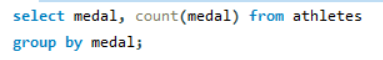 select medal, count(medal) from athletes
group by medal;